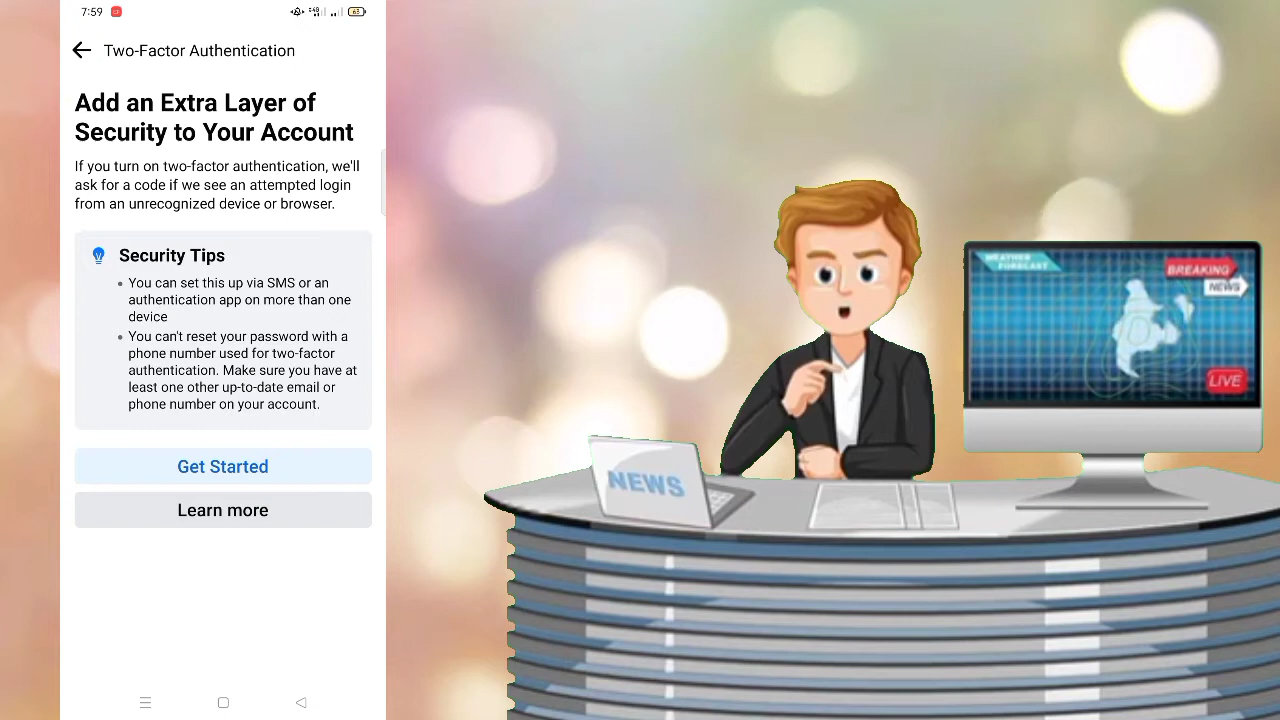 7:59
63
Two-Factor Authentication
Add an Extra Layer of
Security to Your Account
If you turn on two-factor authentication, we'll
ask for a code if we see an attempted login
from an unrecognized device or browser.
Security Tips
• You can set this up via SMS or an
authentication app on more than one
device
• You can't reset your password with a
phone number used for two-factor
authentication. Make sure you have at
least one other up-to-date email or
phone number on your account.
Get Started
Learn more
NEWS
WEATHER
FORECAST
BREAKING
NEWS
LIVE